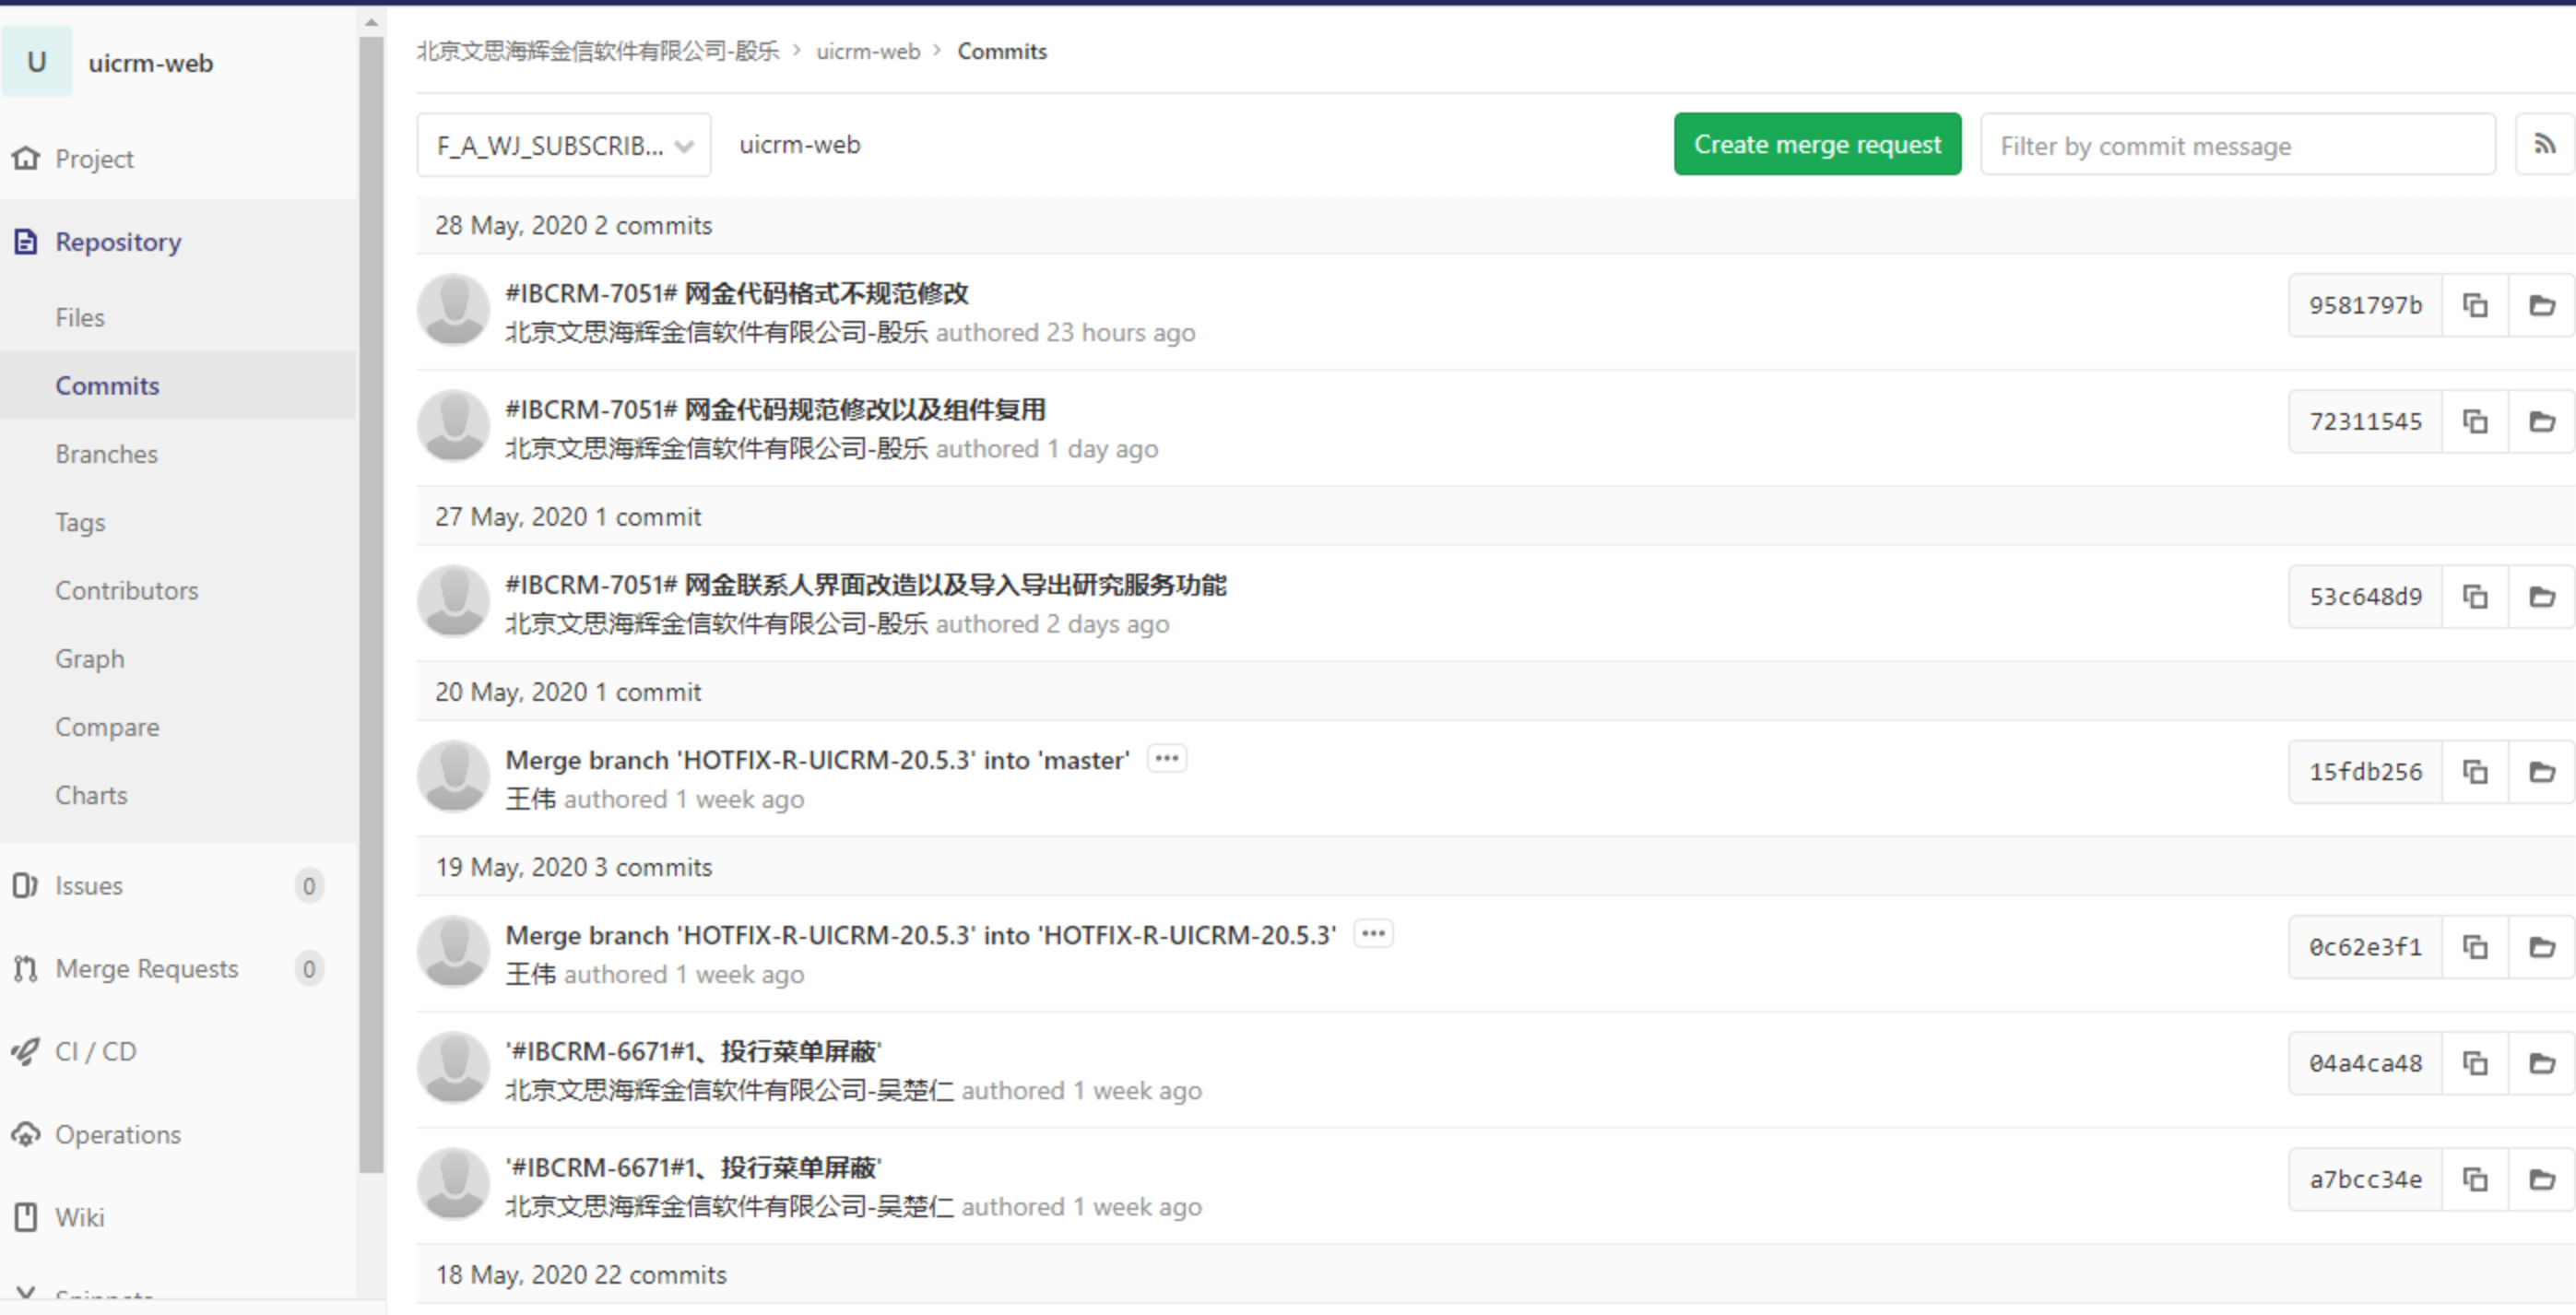 U uicrm-web
Project
Repository
Files
Commits
Branches
Tags
Contributors
Graph
Compare
Charts
Issues 0
Merge Requests 0
CI / CD
Operations
Wiki
Snippets
北京文思海辉金信软件有限公司-殷乐 > uicrm-web > Commits
F_A_WJ_SUBSCRIB... uicrm-web Create merge request Filter by commit message
28 May, 2020 2 commits
#IBCRM-7051# 网金代码格式不规范修改
北京文思海辉金信软件有限公司-殷乐 authored 23 hours ago
9581797b
#IBCRM-7051# 网金代码规范修改以及组件复用
北京文思海辉金信软件有限公司-殷乐 authored 1 day ago
72311545
27 May, 2020 1 commit
#IBCRM-7051# 网金联系人界面改造以及导入导出研究服务功能
北京文思海辉金信软件有限公司-殷乐 authored 2 days ago
53c648d9
20 May, 2020 1 commit
Merge branch 'HOTFIX-R-UICRM-20.5.3' into 'master' ...
王伟 authored 1 week ago
15fdb256
19 May, 2020 3 commits
Merge branch 'HOTFIX-R-UICRM-20.5.3' into 'HOTFIX-R-UICRM-20.5.3' ...
王伟 authored 1 week ago
0c62e3f1
'#IBCRM-6671#1、投行菜单屏蔽'
北京文思海辉金信软件有限公司-吴楚仁 authored 1 week ago
04a4ca48
'#IBCRM-6671#1、投行菜单屏蔽'
北京文思海辉金信软件有限公司-吴楚仁 authored 1 week ago
a7bcc34e
18 May, 2020 22 commits